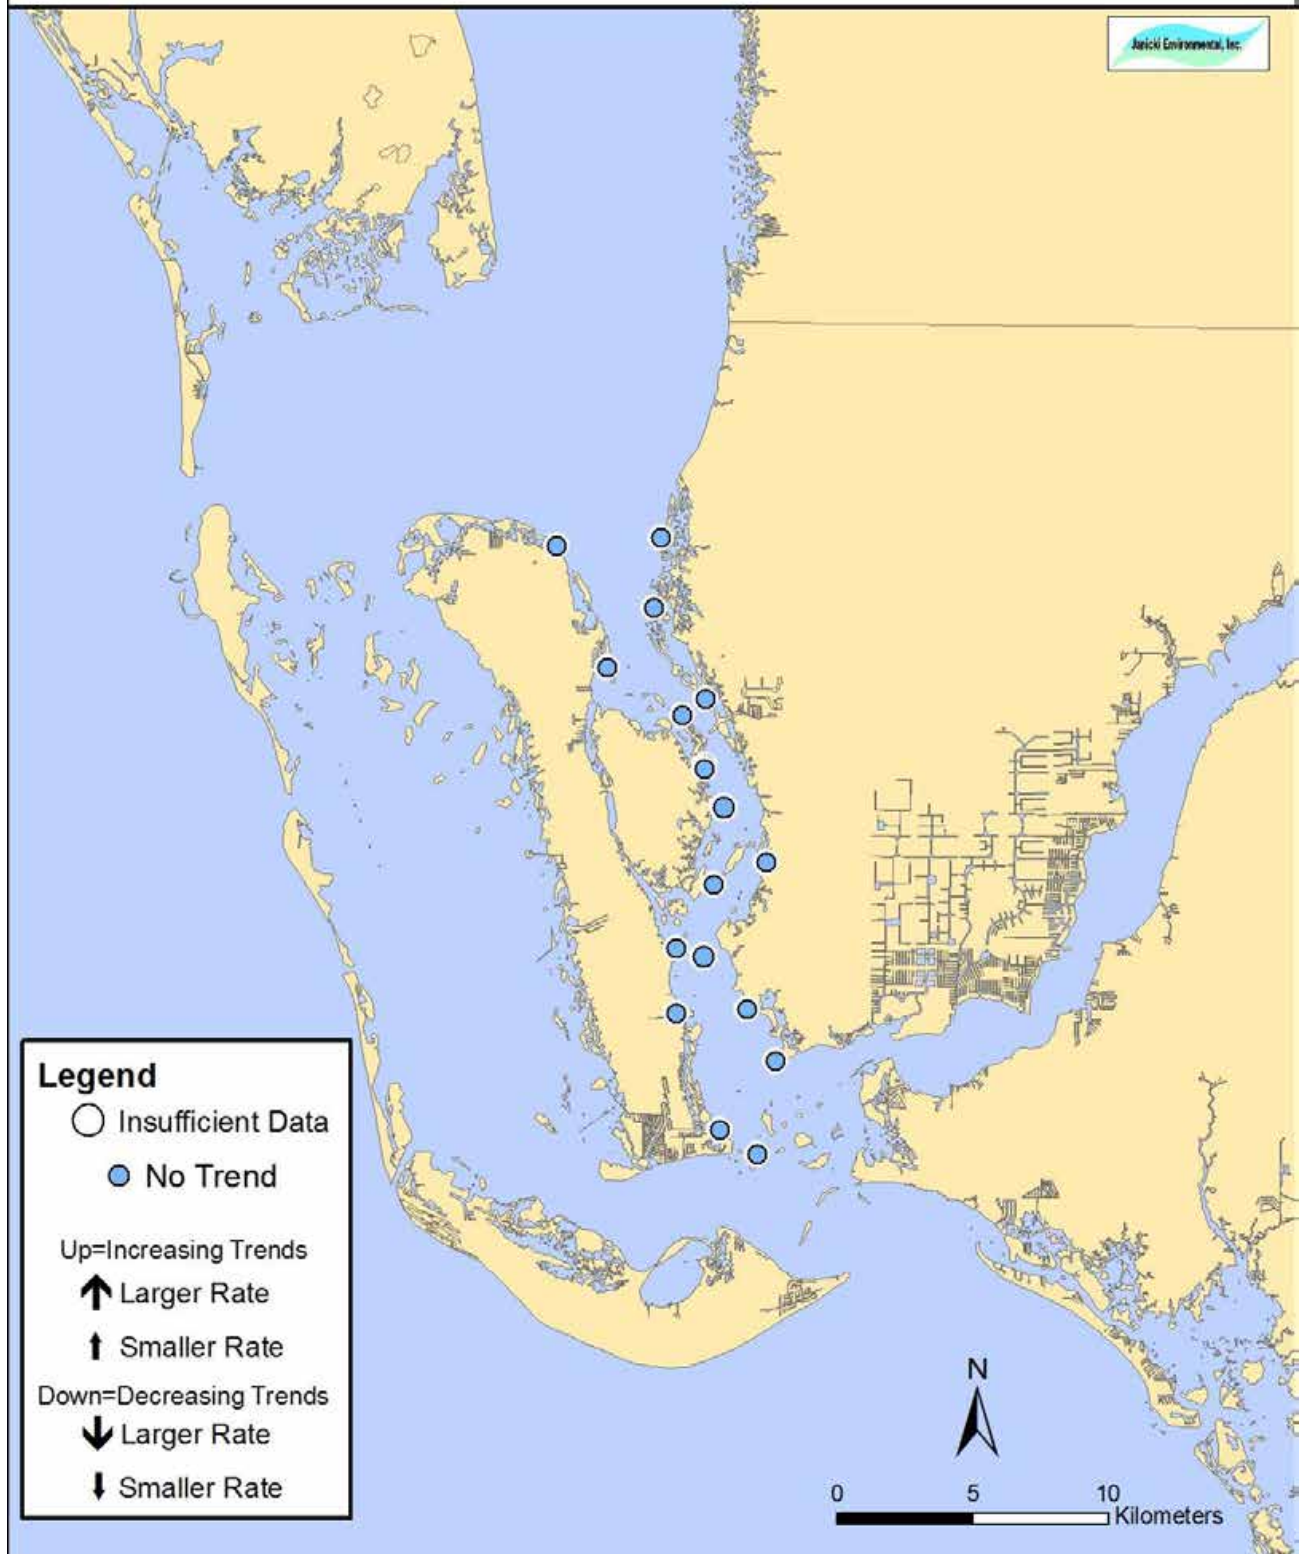 Janicki Environmental, Inc.
Legend
Insufficient Data
No Trend
Up=Increasing Trends
Larger Rate
Smaller Rate
Down=Decreasing Trends
Larger Rate
Smaller Rate
N
0 5 10
Kilometers